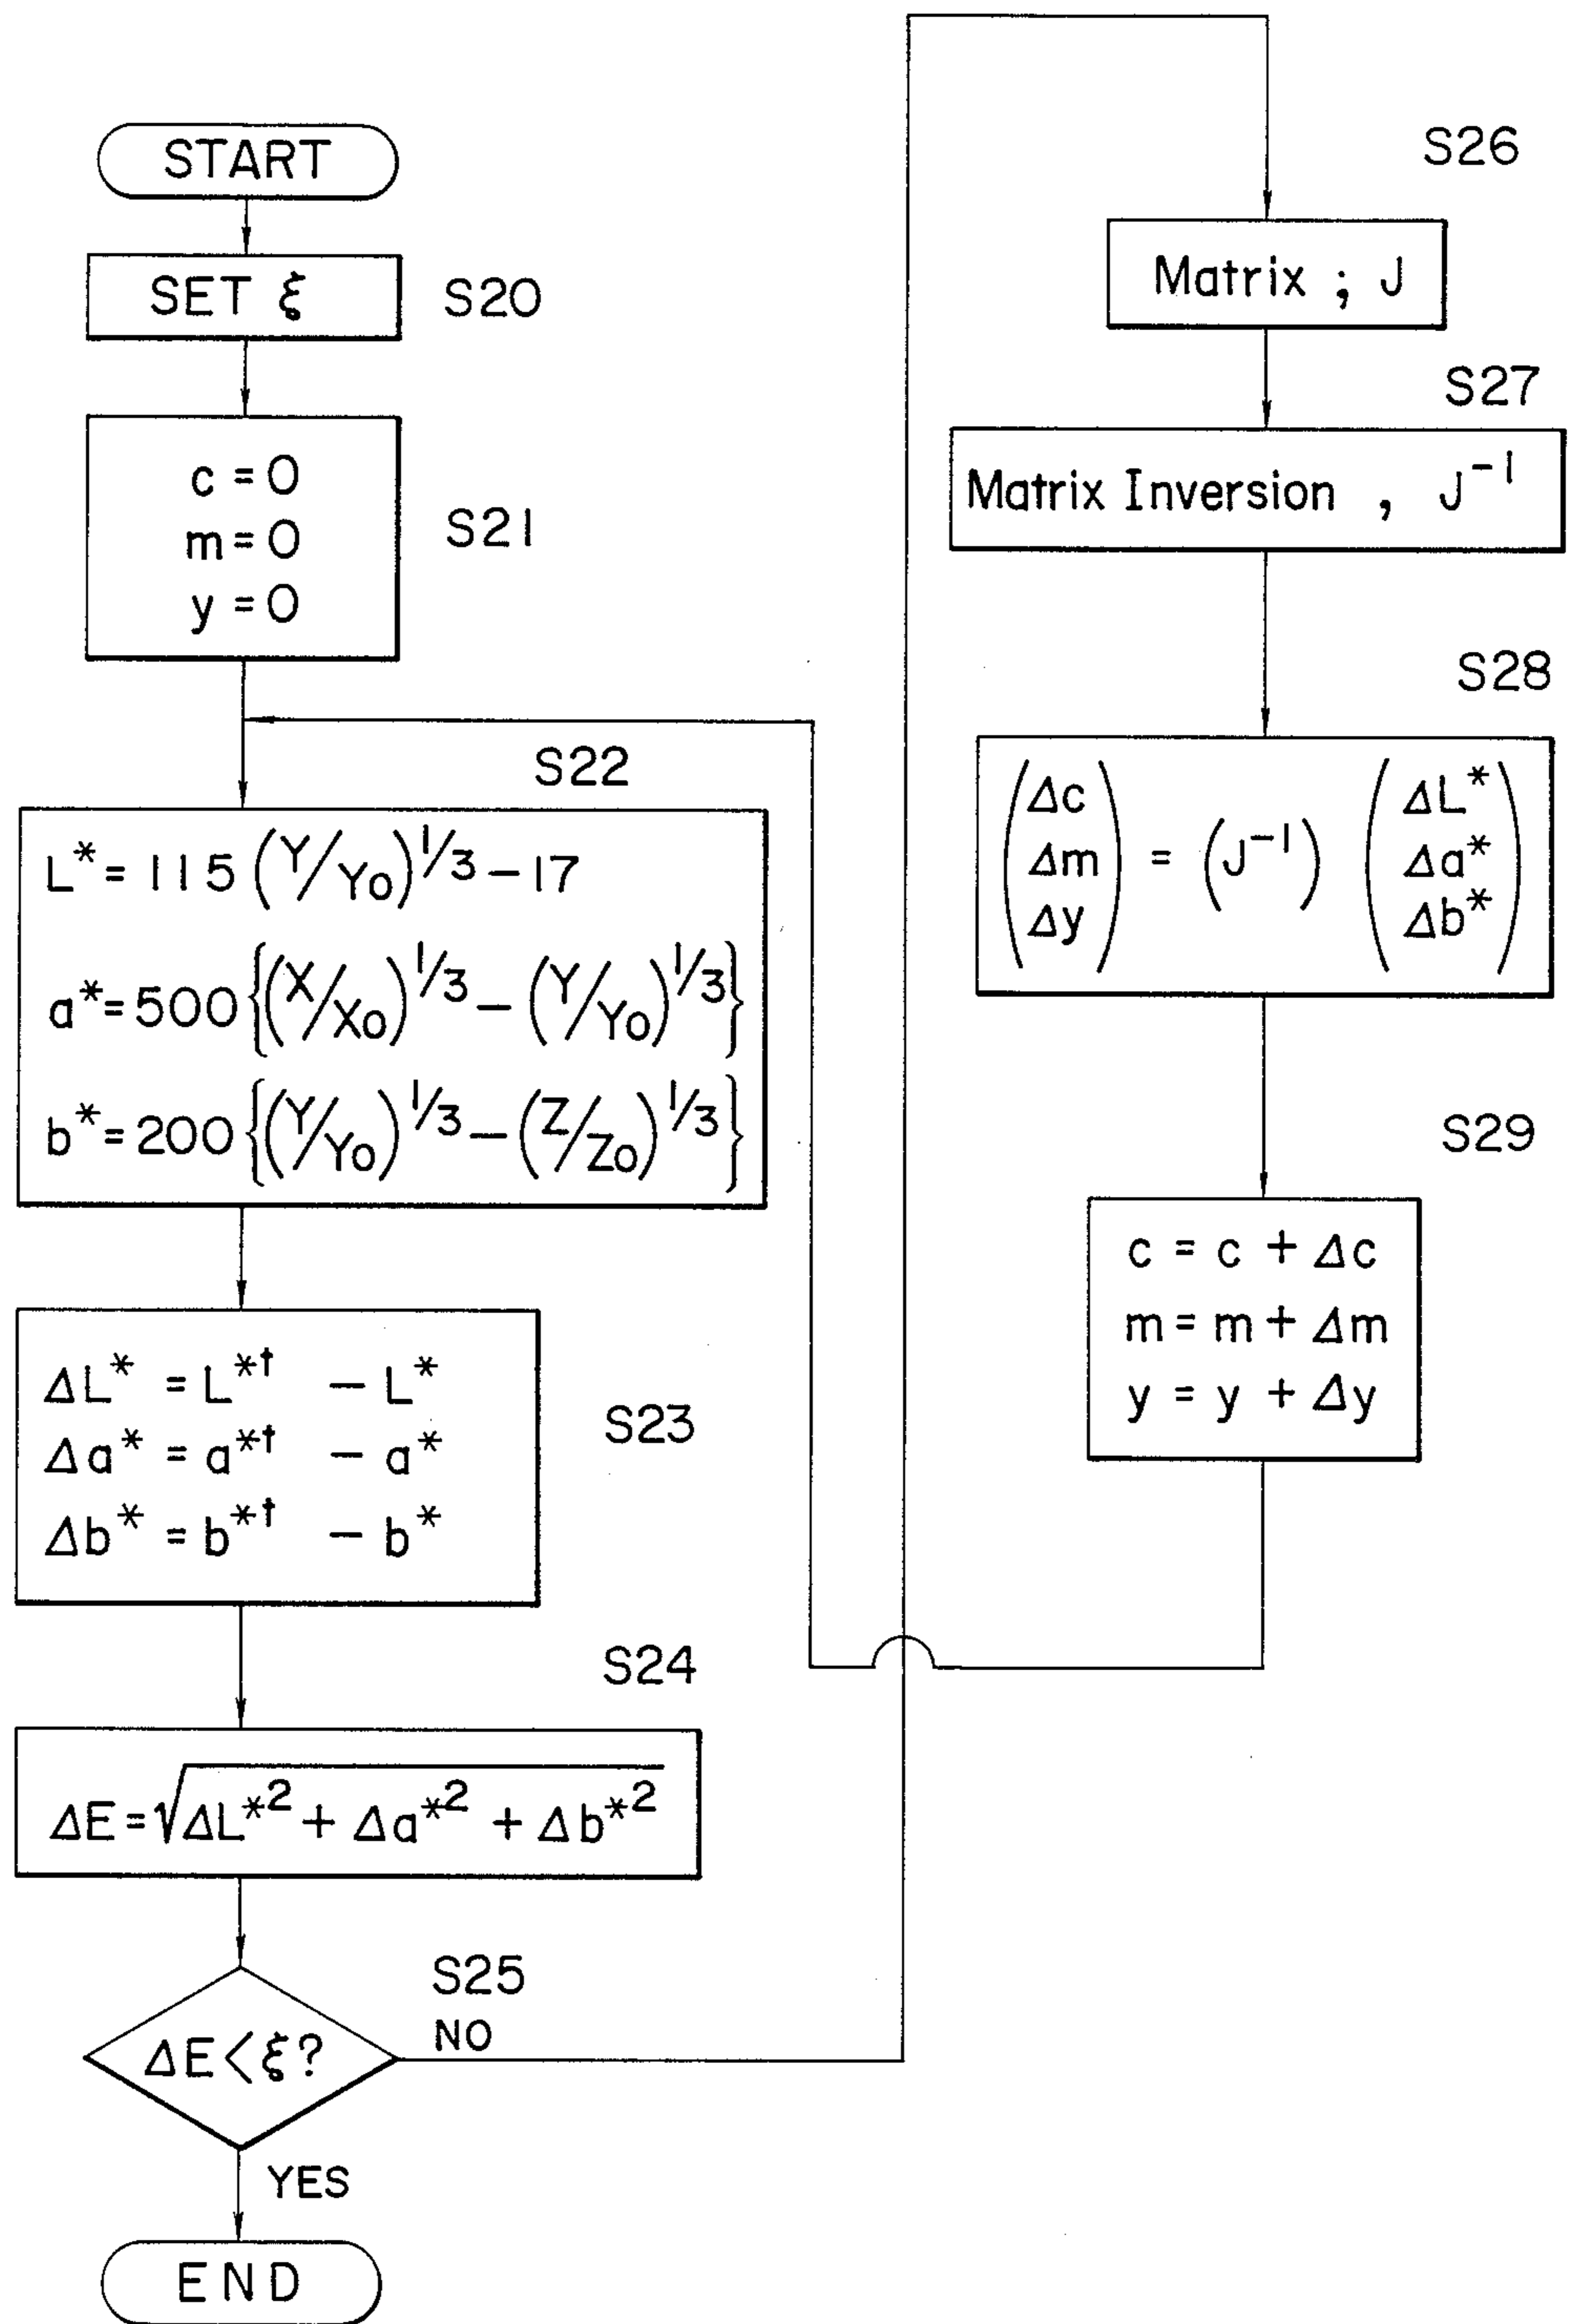 START
SET ξ
S20
c = 0
m = 0
y = 0
S21
S22
L* = 115 (Y/Yo)^1/3 − 17
a* = 500 {(X/Xo)^1/3 − (Y/Yo)^1/3}
b* = 200 {(Y/Yo)^1/3 − (Z/Zo)^1/3}
ΔL* = L*† − L*
Δa* = a*† − a*
Δb* = b*† − b*
S23
S24
ΔE = √ΔL*² + Δa*² + Δb*²
S25
ΔE < ξ?
NO
YES
END
S26
Matrix ; J
S27
Matrix Inversion , J⁻¹
S28
(Δc Δm Δy) = (J⁻¹) (ΔL* Δa* Δb*)
S29
c = c + Δc
m = m + Δm
y = y + Δy